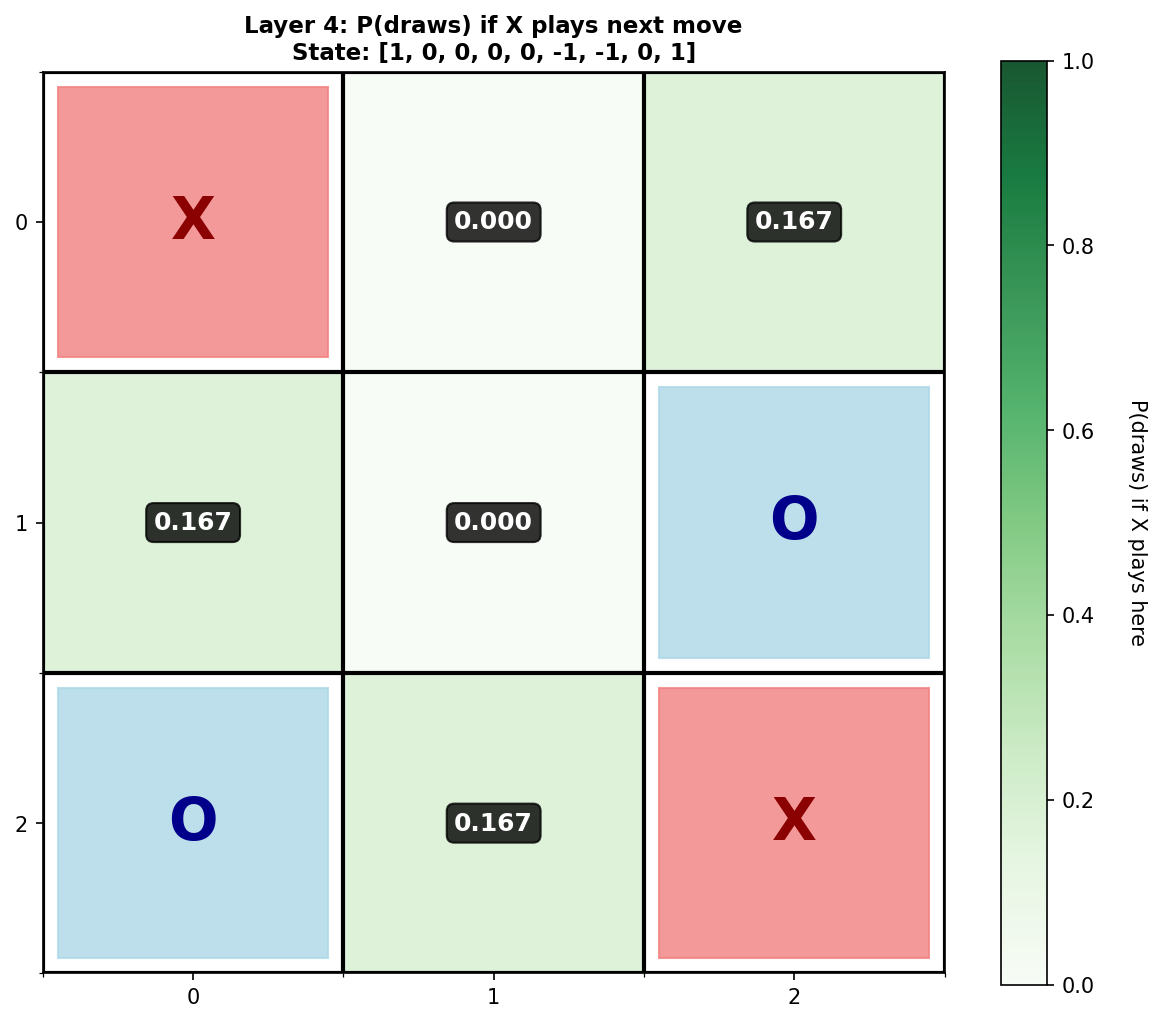 Layer 4: P(draws) if X plays next move
State: [1, 0, 0, 0, 0, -1, -1, 0, 1]
X
0.000
0.167
0.167
0.000
O
O
0.167
X
0
1
2
0
1
2
1.0
0.8
0.6
0.4
0.2
0.0
P(draws) if X plays here